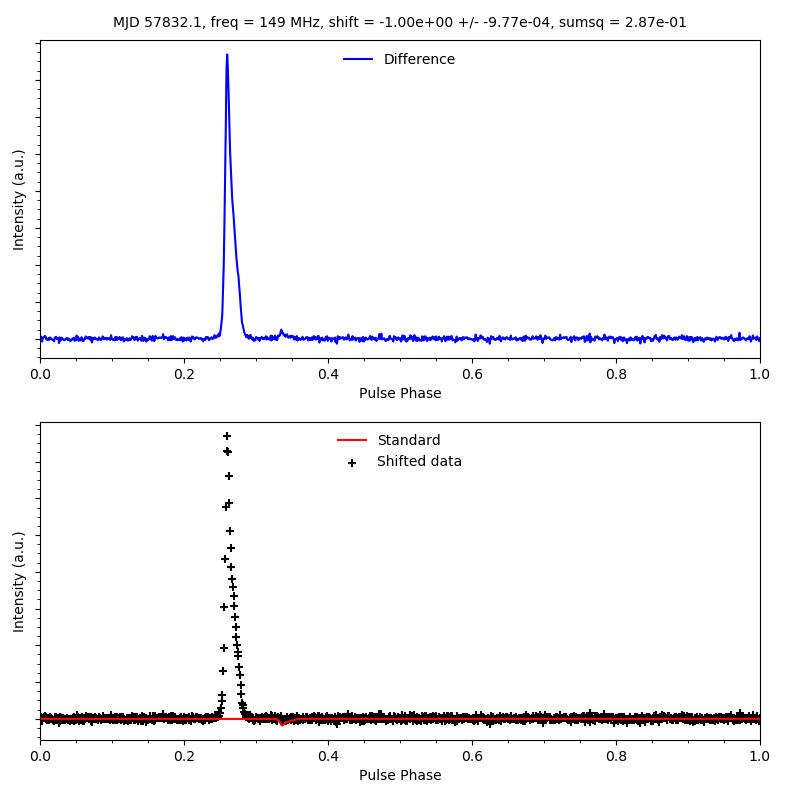 MJD 57832.1, freq = 149 MHz, shift = -1.00e+00 +/- -9.77e-04, sumsq = 2.87e-01
Difference
Intensity (a.u.)
0.0 0.2 0.4 0.6 0.8 1.0
Pulse Phase
Standard
Shifted data
Intensity (a.u.)
0.0 0.2 0.4 0.6 0.8 1.0
Pulse Phase